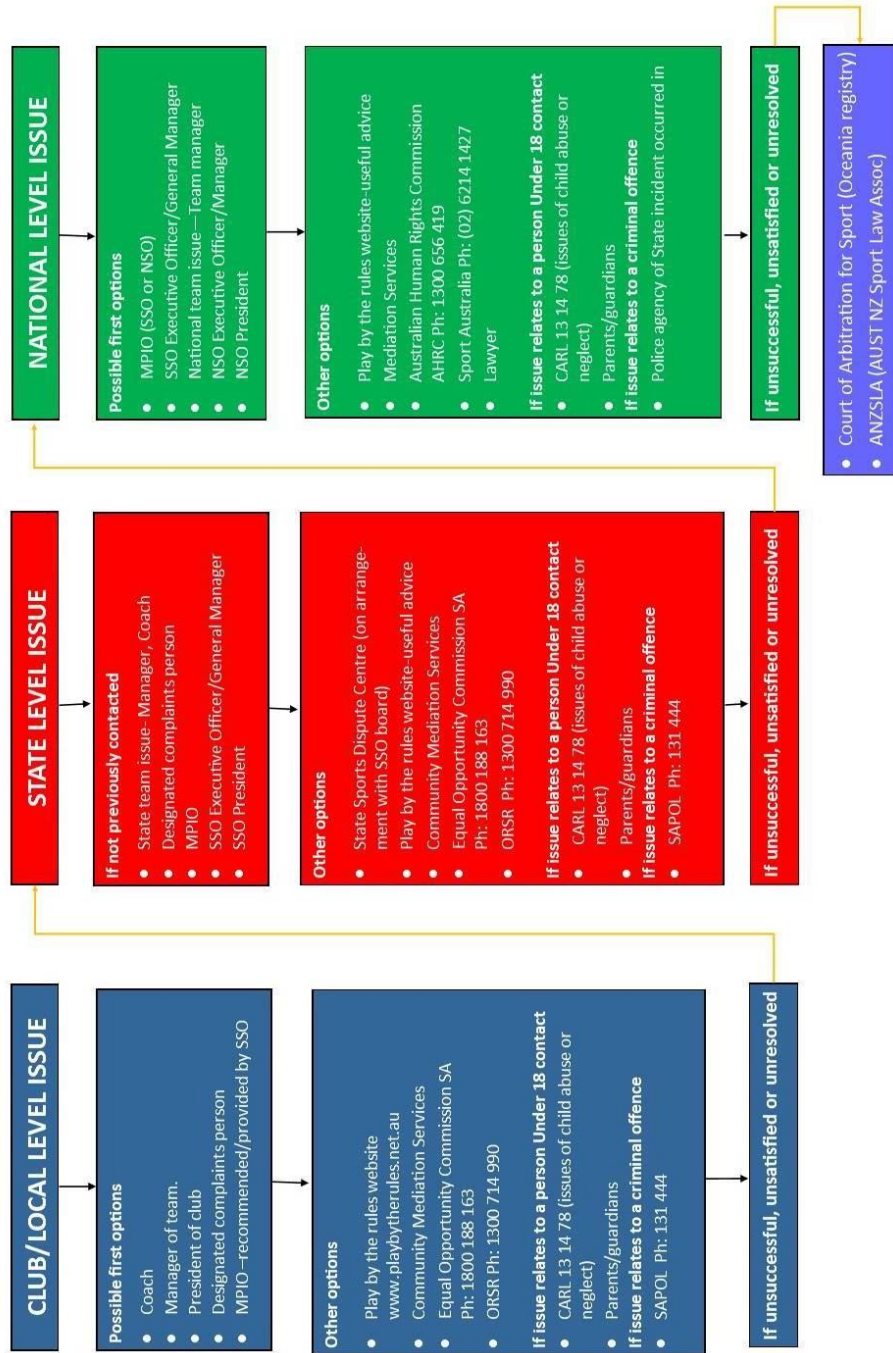 CLUB/LOCAL LEVEL ISSUE
Possible first options
● Coach
● Manager of team.
● President of club
● Designated complaints person
● MPIO –recommended/provided by SSO
Other options
● Play by the rules website
www.playbytherules.net.au
● Community Mediation Services
● Equal Opportunity Commission SA
Ph: 1800 188 163
● ORSR Ph: 1300 714 990
If issue relates to a person Under 18 contact
● CARL 13 14 78 (issues of child abuse or
neglect)
● Parents/guardians
If issue relates to a criminal offence
● SAPOL Ph: 131 444
If unsuccessful, unsatisfied or unresolved
STATE LEVEL ISSUE
If not previously contacted
● State team issue- Manager, Coach
● Designated complaints person
● MPIO
● SSO Executive Officer/General Manager
● SSO President
Other options
● State Sports Dispute Centre (on arrange-
ment with SSO board)
● Play by the rules website-useful advice
● Community Mediation Services
● Equal Opportunity Commission SA
Ph: 1800 188 163
● ORSR Ph: 1300 714 990
If issue relates to a person Under 18 contact
● CARL 13 14 78 (issues of child abuse or
neglect)
● Parents/guardians
If issue relates to a criminal offence
● SAPOL Ph: 131 444
If unsuccessful, unsatisfied or unresolved
NATIONAL LEVEL ISSUE
Possible first options
● MPIO (SSO or NSO)
● SSO Executive Officer/General Manager
● National team issue—Team manager
● NSO Executive Officer/Manager
● NSO President
Other options
● Play by the rules website-useful advice
● Mediation Services
● Australian Human Rights Commission
AHRC Ph: 1300 656 419
● Sport Australia Ph: (02) 6214 1427
● Lawyer
If issue relates to a person Under 18 contact
● CARL 13 14 78 (issues of child abuse or
neglect)
● Parents/guardians
If issue relates to a criminal offence
● Police agency of State incident occurred in
If unsuccessful, unsatisfied or unresolved
● Court of Arbitration for Sport (Oceania registry)
● ANZSLA (AUST NZ Sport Law Assoc)